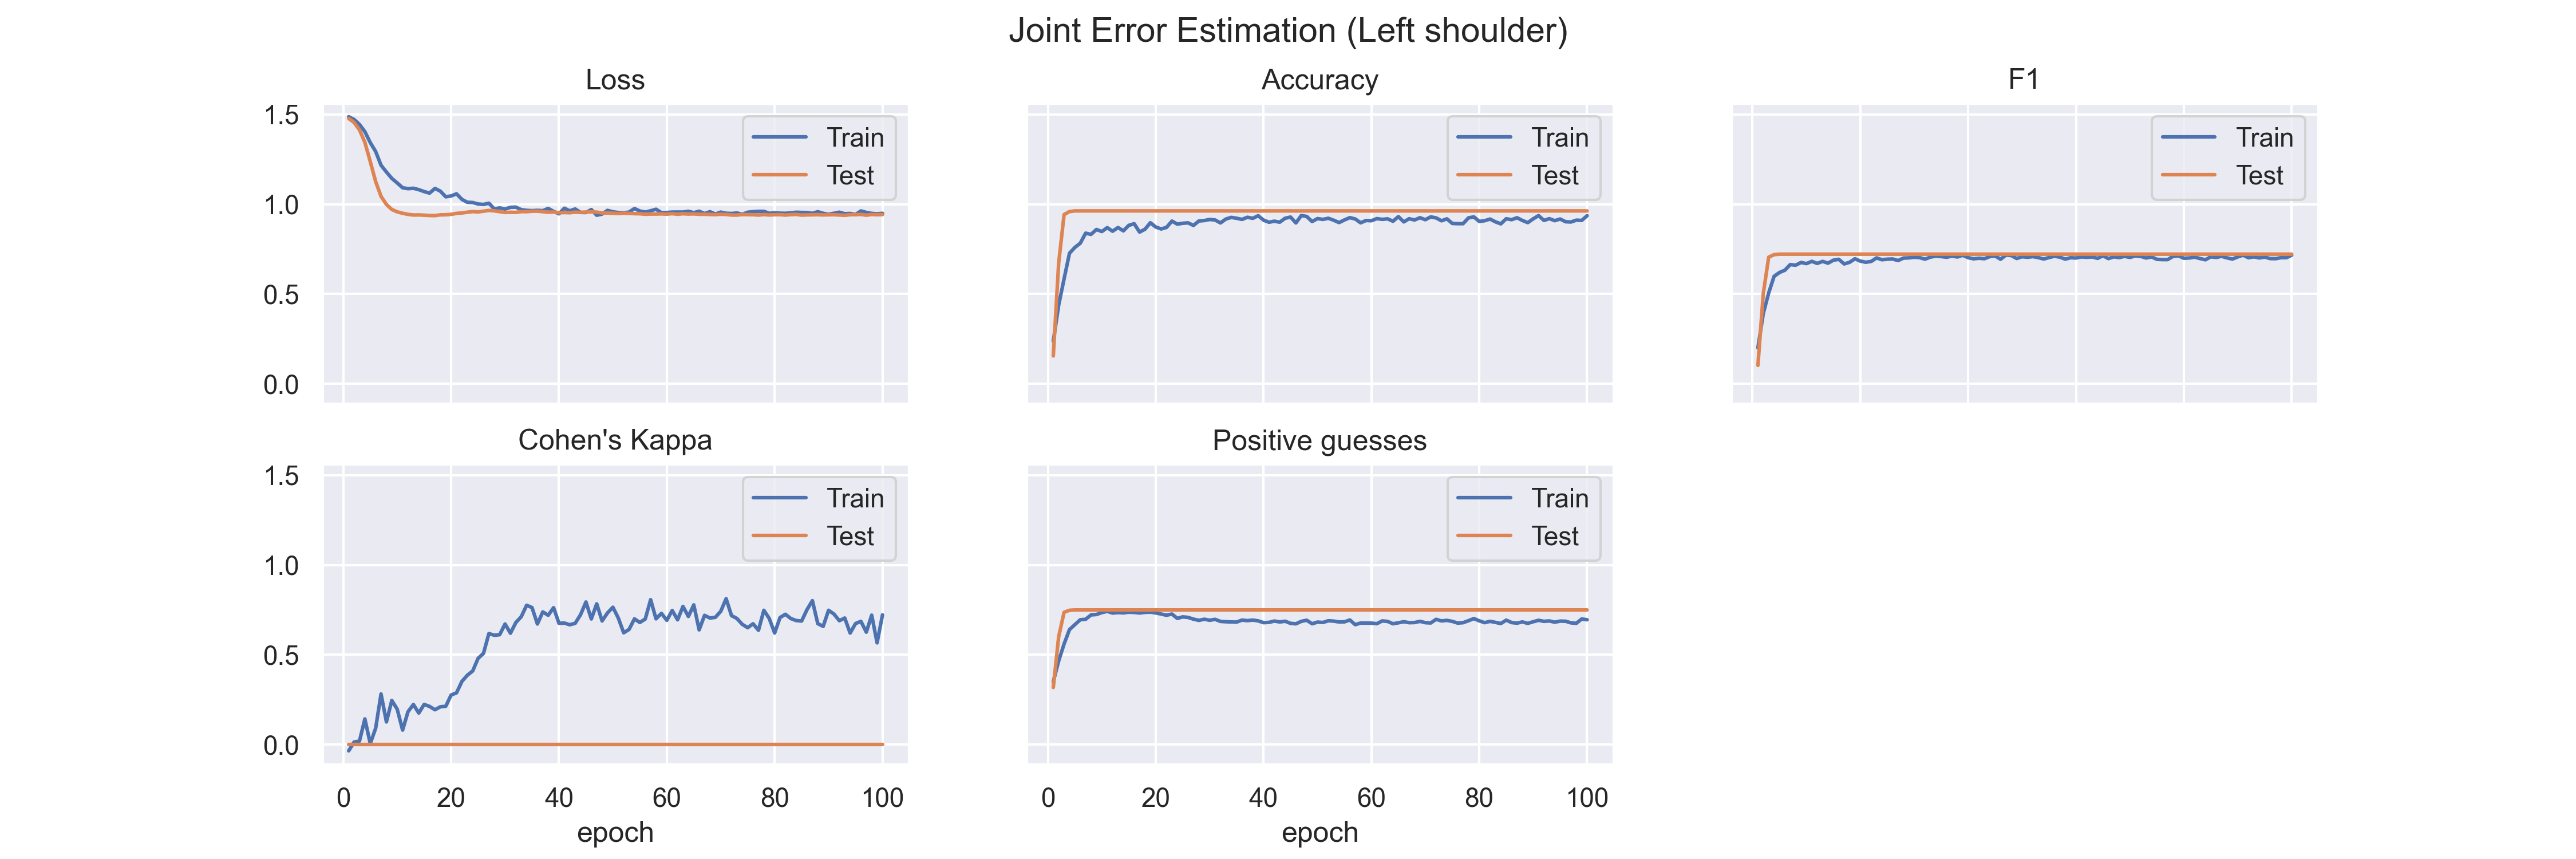 Joint Error Estimation (Left shoulder)
Loss
1.5
1.0
0.5
0.0
Train
Test
Accuracy
Train
Test
F1
Train
Test
Cohen's Kappa
1.5
1.0
0.5
0.0
Train
Test
0 20 40 60 80 100
epoch
Positive guesses
Train
Test
0 20 40 60 80 100
epoch